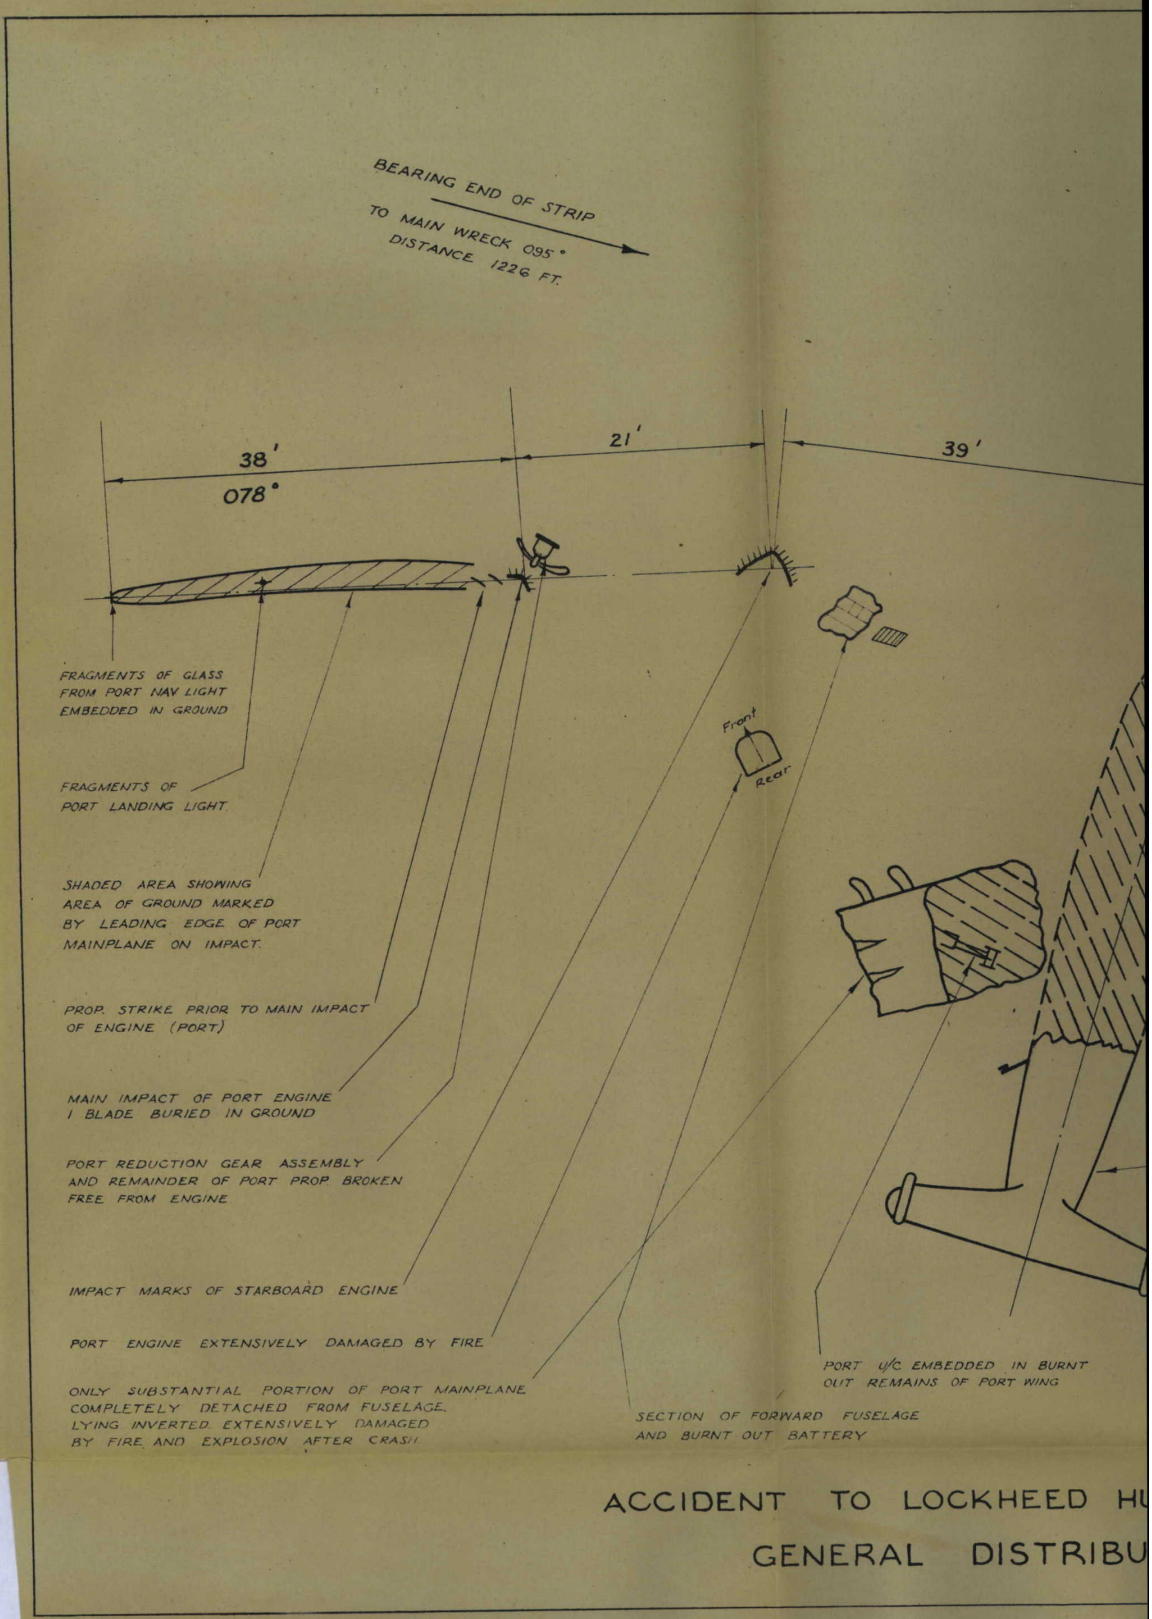 BEARING END OF STRIP
TO MAIN WRECK 095°
DISTANCE 1226 FT.
38'
078°
21'
39'
FRAGMENTS OF GLASS
FROM PORT NAV LIGHT
EMBEDDED IN GROUND
Front
Rear
FRAGMENTS OF
PORT LANDING LIGHT.
SHADED AREA SHOWING
AREA OF GROUND MARKED
BY LEADING EDGE OF PORT
MAINPLANE ON IMPACT.
PROP. STRIKE PRIOR TO MAIN IMPACT
OF ENGINE (PORT)
MAIN IMPACT OF PORT ENGINE
1 BLADE BURIED IN GROUND
PORT REDUCTION GEAR ASSEMBLY
AND REMAINDER OF PORT PROP. BROKEN
FREE FROM ENGINE
IMPACT MARKS OF STARBOARD ENGINE
PORT ENGINE EXTENSIVELY DAMAGED BY FIRE
ONLY SUBSTANTIAL PORTION OF PORT MAINPLANE
COMPLETELY DETACHED FROM FUSELAGE.
LYING INVERTED. EXTENSIVELY DAMAGED
BY FIRE AND EXPLOSION AFTER CRASH.
PORT U/C EMBEDDED IN BURNT
OUT REMAINS OF PORT WING
SECTION OF FORWARD FUSELAGE
AND BURNT OUT BATTERY
ACCIDENT TO LOCKHEED HU
GENERAL DISTRIBU